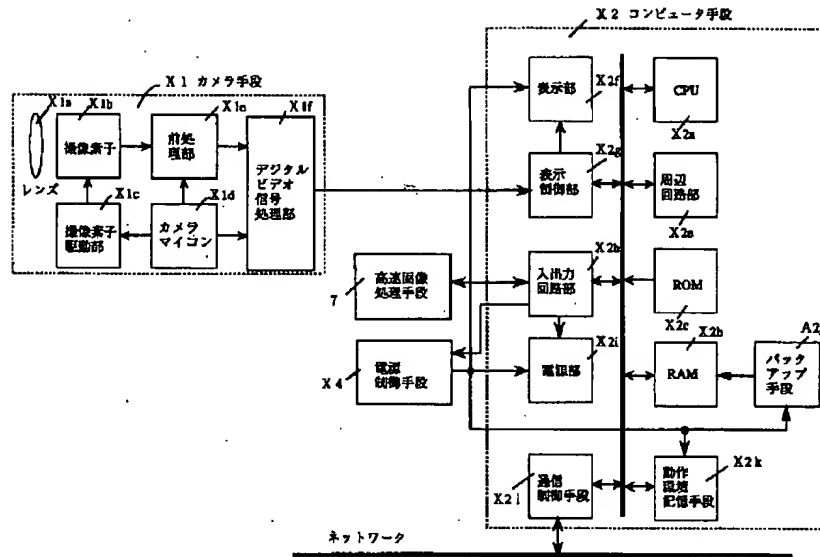 X2 コンピュータ手段
X1 カメラ手段
X1a
X1b
X1e
X1f
撮像素子
前処
理部
デジタル
ビデオ
信号
処理部
レンズ
X1c
X1d
撮像素子
駆動部
カメラ
マイコン
X2f
表示部
CPU
X2a
X2g
表示
制御部
周辺
回路部
X2s
高速画像
処理手段
7
X2h
入出力
回路部
ROM
X2c
電源
制御手段
X4
X2i
電源部
X2b
RAM
A2
バック
アップ
手段
通信
制御手段
動作
環境
記憶手段
X2k
ネットワーク